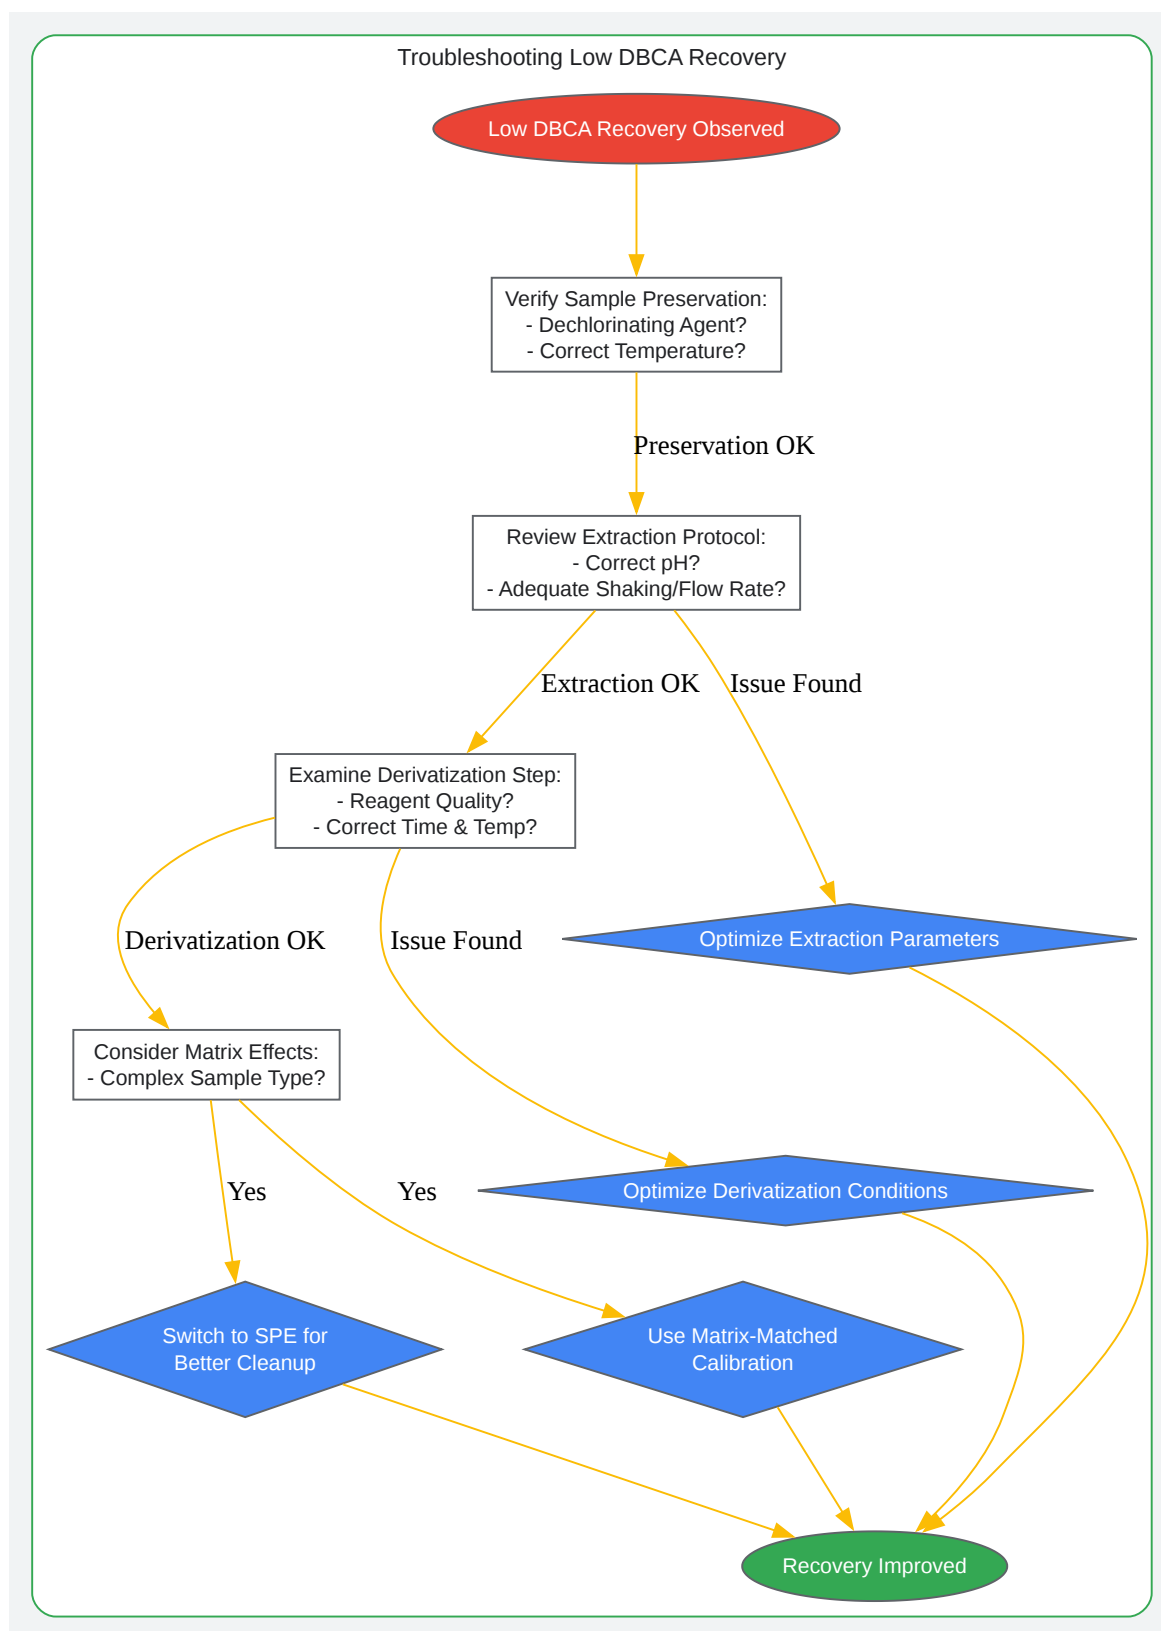 Troubleshooting Low DBCA Recovery
Low DBCA Recovery Observed
Verify Sample Preservation:
- Dechlorinating Agent?
- Correct Temperature?
Preservation OK
Review Extraction Protocol:
- Correct pH?
- Adequate Shaking/Flow Rate?
Extraction OK
Issue Found
Examine Derivatization Step:
- Reagent Quality?
- Correct Time & Temp?
Derivatization OK
Issue Found
Optimize Extraction Parameters
Consider Matrix Effects:
- Complex Sample Type?
Yes
Yes
Optimize Derivatization Conditions
Switch to SPE for
Better Cleanup
Use Matrix-Matched
Calibration
Recovery Improved